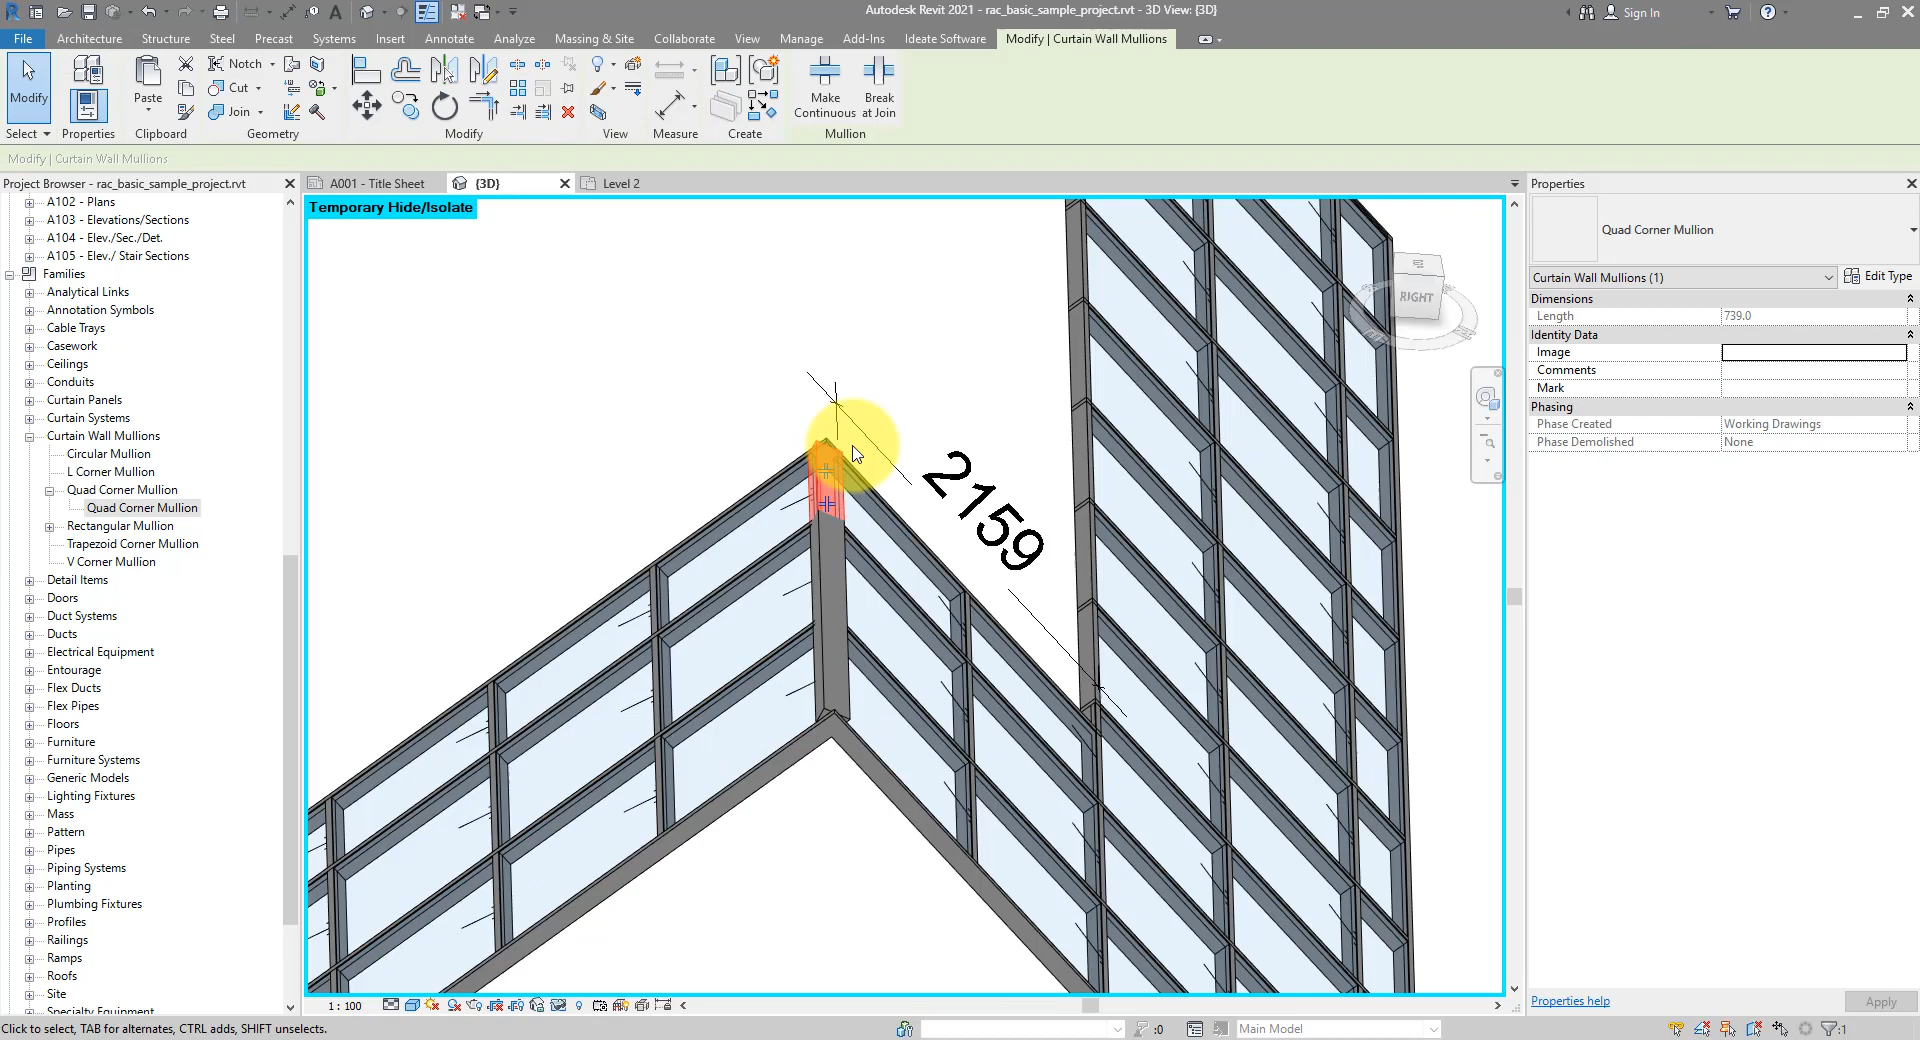 Autodesk Revit 2021 - rac_basic_sample_project.rvt - 3D View: {3D}
Sign In
File
Architecture
Structure
Steel
Precast
Systems
Insert
Annotate
Analyze
Massing & Site
Collaborate
View
Manage
Add-Ins
Ideate Software
Modify | Curtain Wall Mullions
Modify
Paste
Notch
Cut
Join
Make
Continuous
Break
at Join
Select
Properties
Clipboard
Geometry
Modify
View
Measure
Create
Mullion
Modify | Curtain Wall Mullions
Project Browser - rac_basic_sample_project.rvt
A001 - Title Sheet
{3D}
Level 2
Temporary Hide/Isolate
A102 - Plans
A103 - Elevations/Sections
A104 - Elev./Sec./Det.
A105 - Elev./ Stair Sections
Families
Analytical Links
Annotation Symbols
Cable Trays
Casework
Ceilings
Conduits
Curtain Panels
Curtain Systems
Curtain Wall Mullions
Circular Mullion
L Corner Mullion
Quad Corner Mullion
Quad Corner Mullion
Rectangular Mullion
Trapezoid Corner Mullion
V Corner Mullion
Detail Items
Doors
Duct Systems
Ducts
Electrical Equipment
Entourage
Flex Ducts
Flex Pipes
Floors
Furniture
Furniture Systems
Generic Models
Lighting Fixtures
Mass
Pattern
Pipes
Piping Systems
Planting
Plumbing Fixtures
Profiles
Railings
Ramps
Roofs
Site
Specialty Equipment
2159
RIGHT
Properties
Quad Corner Mullion
Curtain Wall Mullions (1)
Edit Type
Dimensions
Length
739.0
Identity Data
Image
Comments
Mark
Phasing
Phase Created
Working Drawings
Phase Demolished
None
Properties help
Apply
1 : 100
Click to select, TAB for alternates, CTRL adds, SHIFT unselects.
:0
Main Model
:1